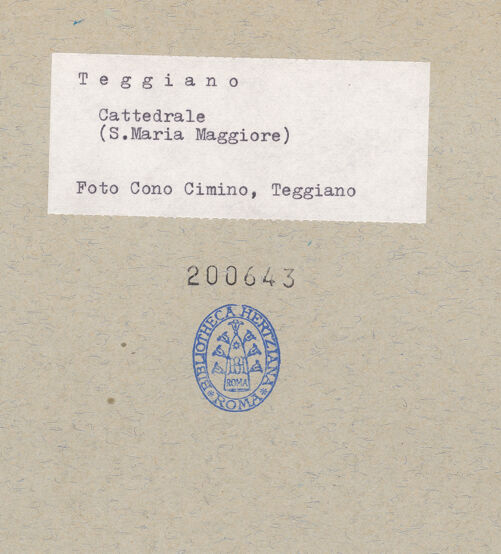 Teggiano
Cattedrale
(S.Maria Maggiore)
Foto Cono Cimino, Teggiano
200643
BIBLIOTHECA HERTZIANA
ROMA
* ROMA *